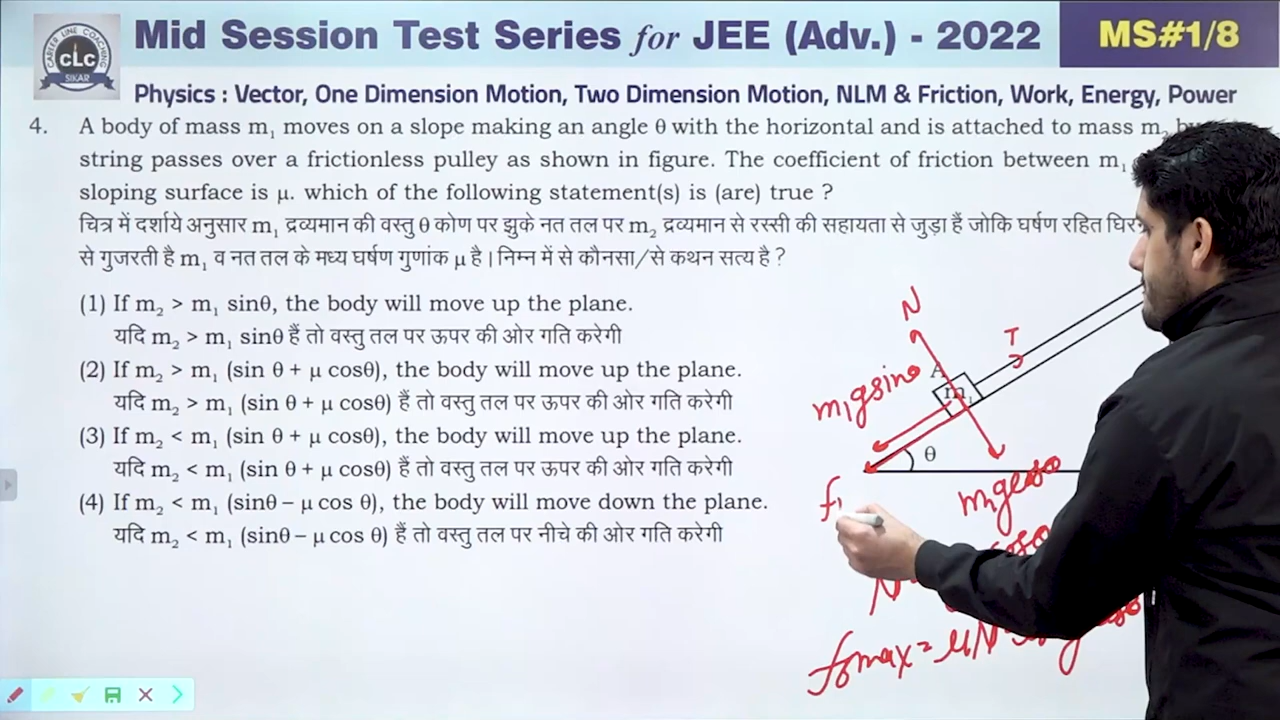 CAREER LINE COACHING
CLC
SIKAR
Mid Session Test Series for JEE (Adv.) - 2022
MS#1/8
Physics : Vector, One Dimension Motion, Two Dimension Motion, NLM & Friction, Work, Energy, Power
4. A body of mass m₁ moves on a slope making an angle θ with the horizontal and is attached to mass m₂ by
string passes over a frictionless pulley as shown in figure. The coefficient of friction between m₁
sloping surface is μ. which of the following statement(s) is (are) true ?
चित्र में दर्शाये अनुसार m₁ द्रव्यमान की वस्तु θ कोण पर झुके नत तल पर m₂ द्रव्यमान से रस्सी की सहायता से जुड़ा हैं जोकि घर्षण रहित
से गुजरती है m₁ व नत तल के मध्य घर्षण गुणांक μ है। निम्न में से कौनसा/से कथन सत्य है ?
(1) If m₂ > m₁ sinθ, the body will move up the plane.
यदि m₂ > m₁ sinθ हैं तो वस्तु तल पर ऊपर की ओर गति करेगी
(2) If m₂ > m₁ (sin θ + μ cosθ), the body will move up the plane.
यदि m₂ > m₁ (sin θ + μ cosθ) हैं तो वस्तु तल पर ऊपर की ओर गति करेगी
(3) If m₂ < m₁ (sin θ + μ cosθ), the body will move up the plane.
यदि m₂ < m₁ (sin θ + μ cosθ) हैं तो वस्तु तल पर ऊपर की ओर गति करेगी
(4) If m₂ < m₁ (sinθ – μ cos θ), the body will move down the plane.
यदि m₂ < m₁ (sinθ – μ cos θ) हैं तो वस्तु तल पर नीचे की ओर गति करेगी
N
T
A
m₁gsinθ
m₁
θ
m₁gcosθ
N
fsmax = μN